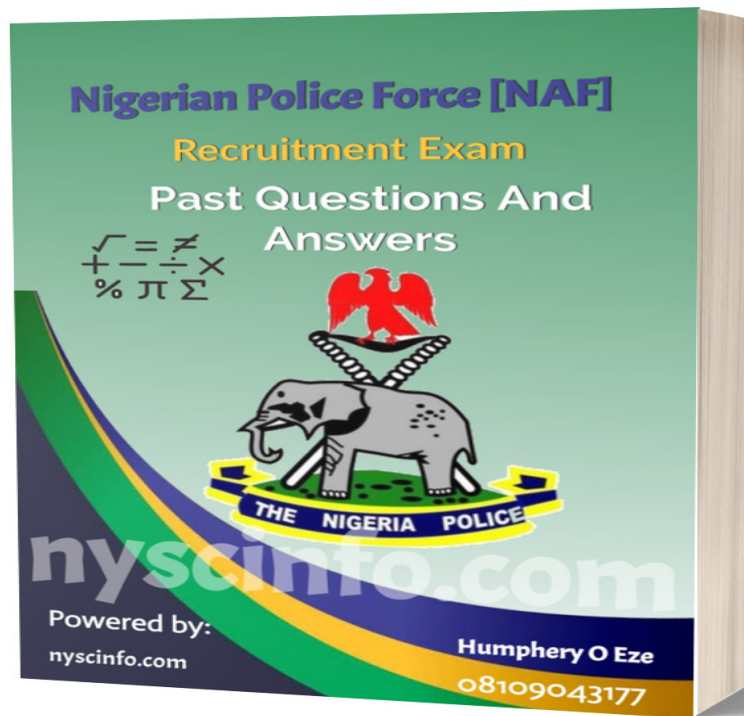 Nigerian Police Force [NAF]
Recruitment Exam
Past Questions And
Answers
√ = ≠
+ − ÷ ×
% π Σ
THE NIGERIA POLICE
nyscinfo.com
Powered by:
nyscinfo.com
Humphery O Eze
08109043177